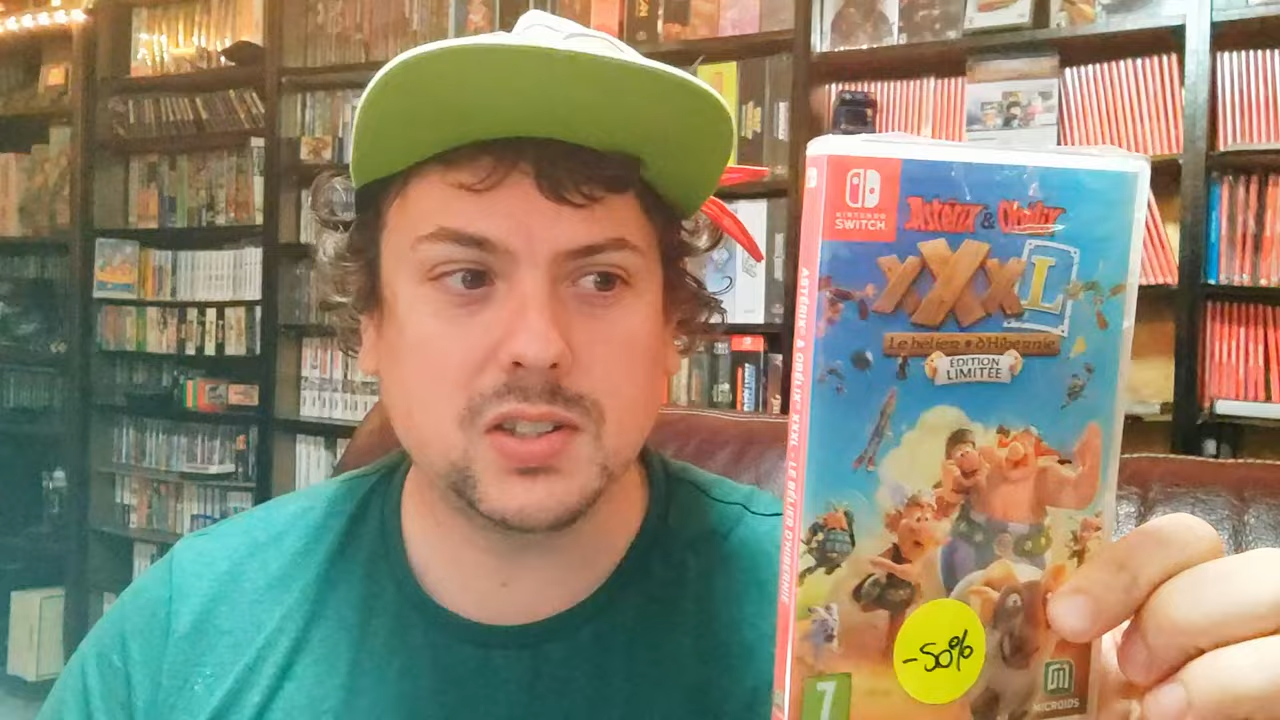 NINTENDO
SWITCH
Astérix & Obélix
XXXL
Le bélier d'Hibernie
ÉDITION
LIMITÉE
ASTÉRIX & OBÉLIX XXXL - LE BÉLIER D'HIBERNIE
-50%
7
MICROIDS